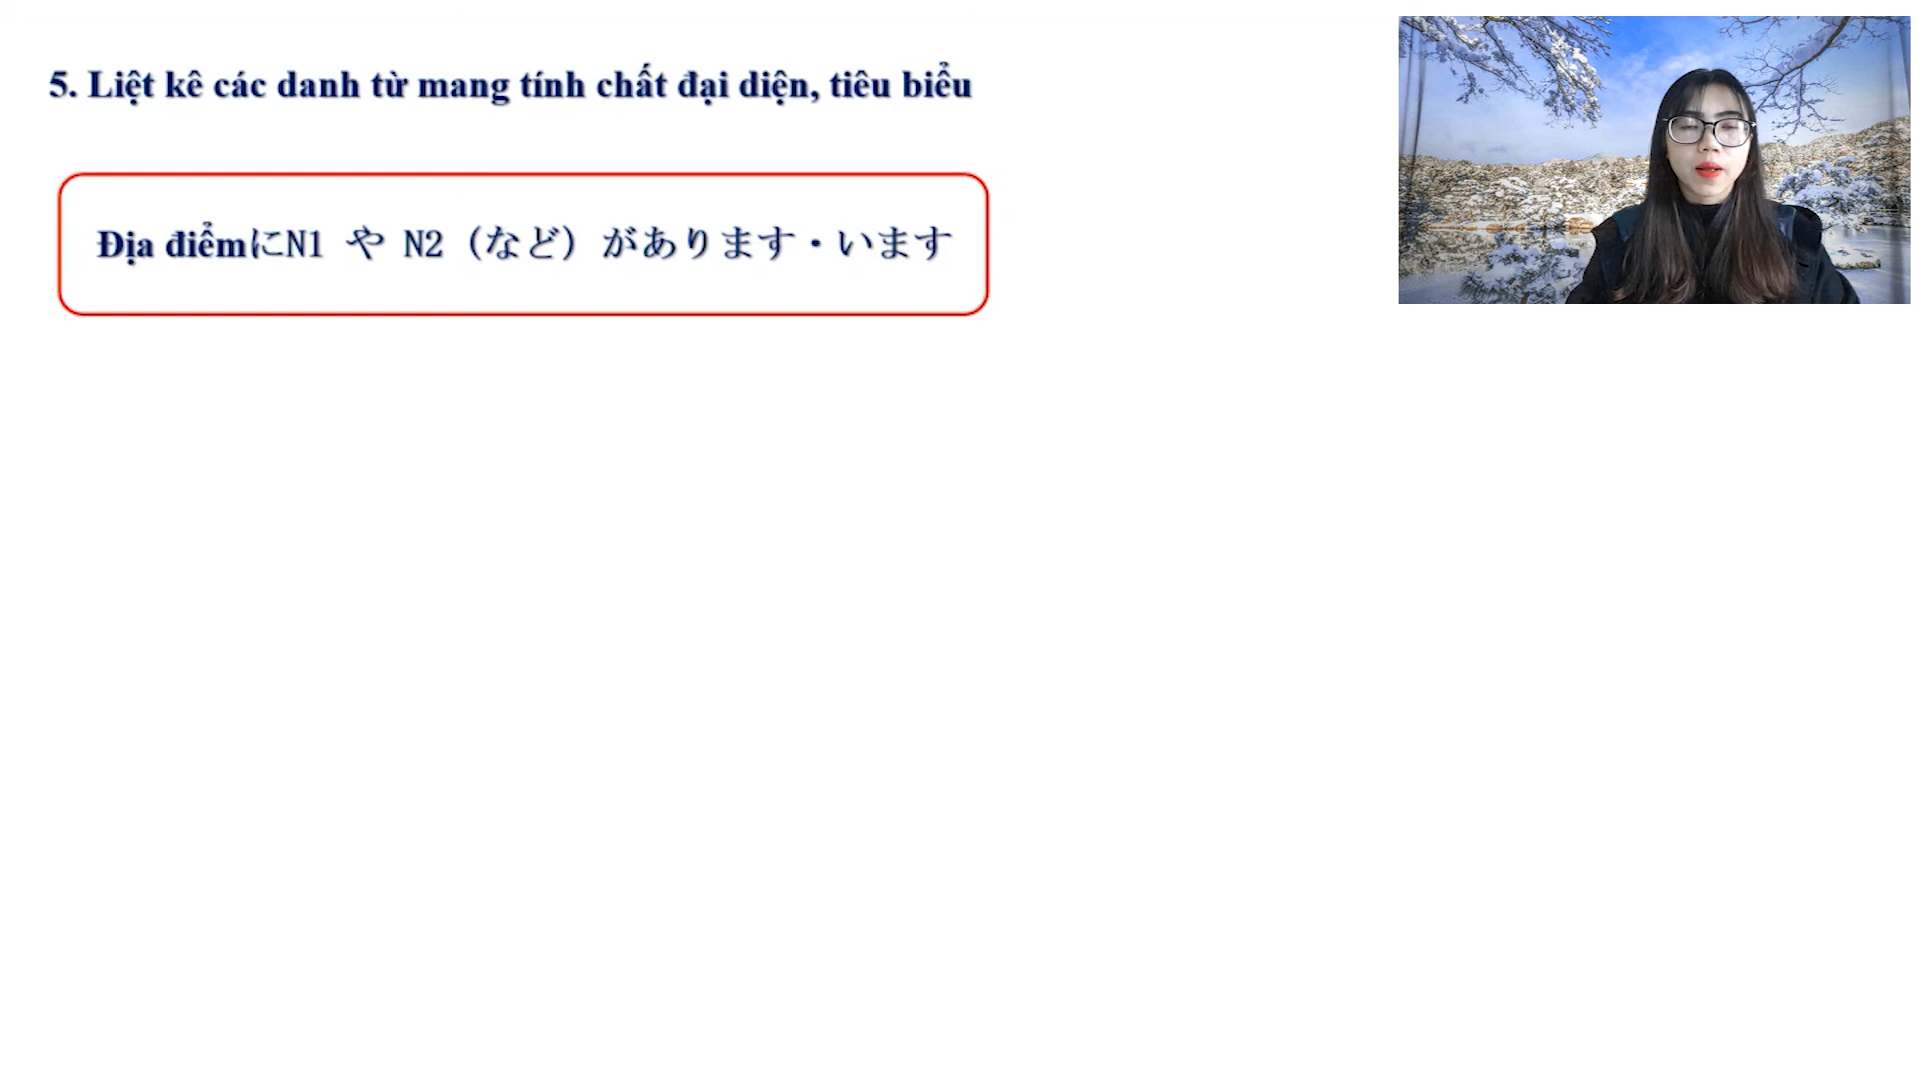 5. Liệt kê các danh từ mang tính chất đại diện, tiêu biểu
Địa điểmにN1 や N2（など）があります・います